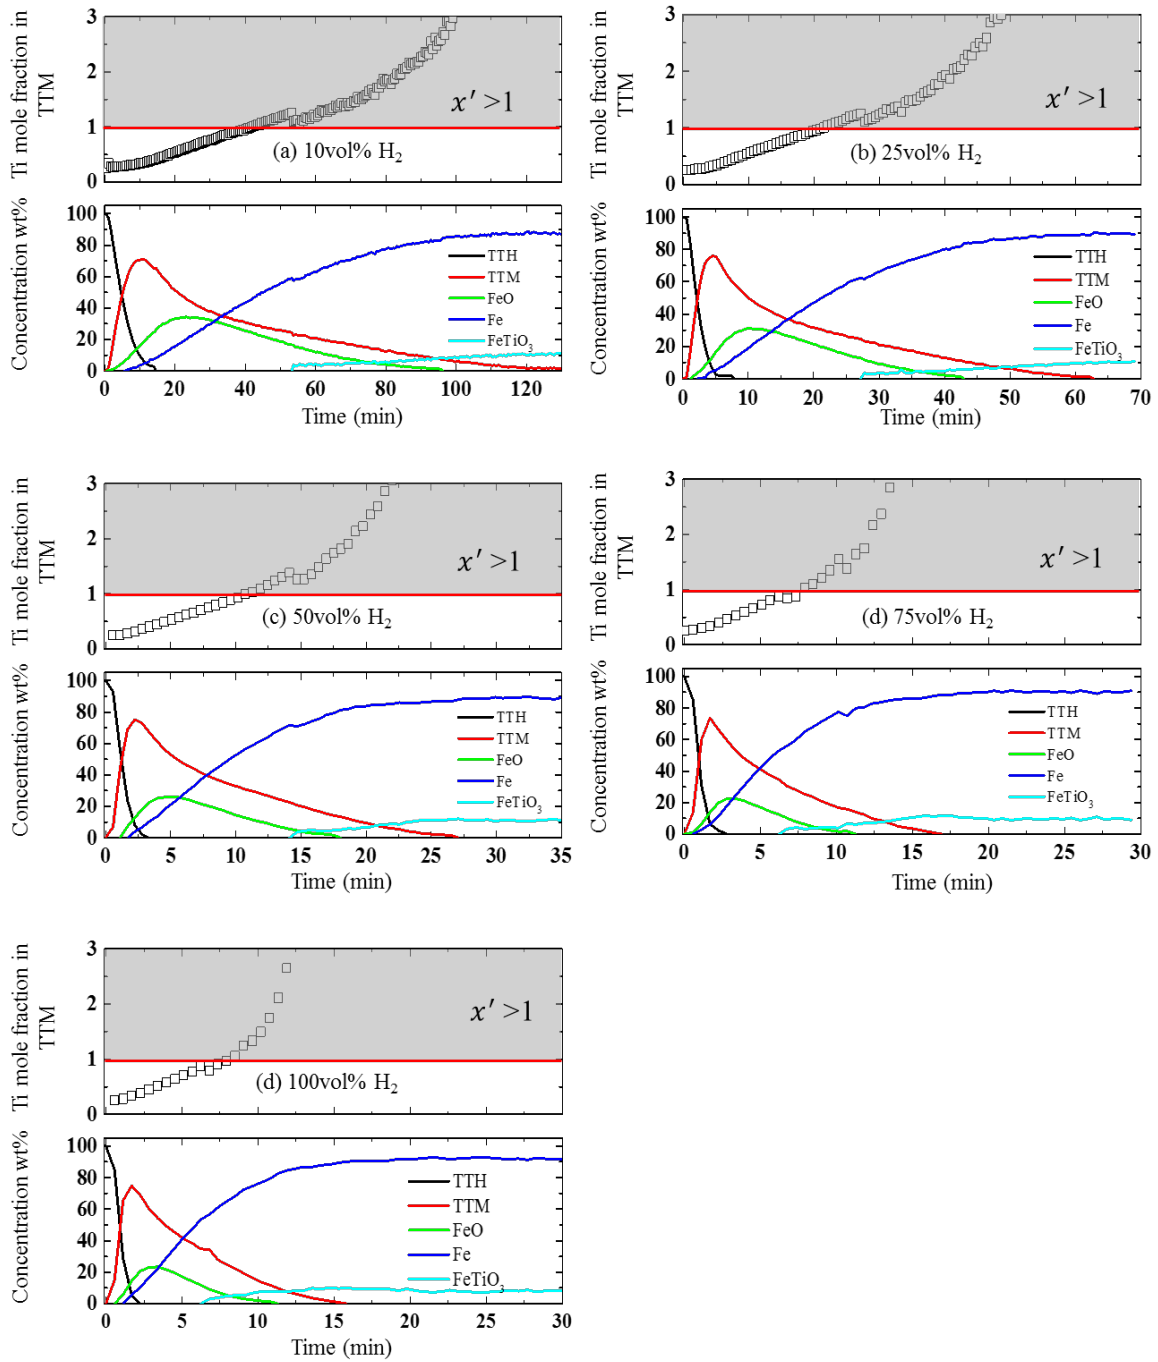 Ti mole fraction in
TTM
3
2
1
0
x′ >1
(a) 10vol% H₂
Concentration wt%
100
80
60
40
20
0
TTH
TTM
FeO
Fe
FeTiO₃
0 20 40 60 80 100 120
Time (min)
Ti mole fraction in
TTM
3
2
1
0
x′ >1
(b) 25vol% H₂
Concentration wt%
100
80
60
40
20
0
TTH
TTM
FeO
Fe
FeTiO₃
0 10 20 30 40 50 60 70
Time (min)
Ti mole fraction in
TTM
3
2
1
0
x′ >1
(c) 50vol% H₂
Concentration wt%
100
80
60
40
20
0
TTH
TTM
FeO
Fe
FeTiO₃
0 5 10 15 20 25 30 35
Time (min)
Ti mole fraction in
TTM
3
2
1
0
x′ >1
(d) 75vol% H₂
Concentration wt%
100
80
60
40
20
0
TTH
TTM
FeO
Fe
FeTiO₃
0 5 10 15 20 25 30
Time (min)
Ti mole fraction in
TTM
3
2
1
0
x′ >1
(d) 100vol% H₂
Concentration wt%
100
80
60
40
20
0
TTH
TTM
FeO
Fe
FeTiO₃
0 5 10 15 20 25 30
Time (min)